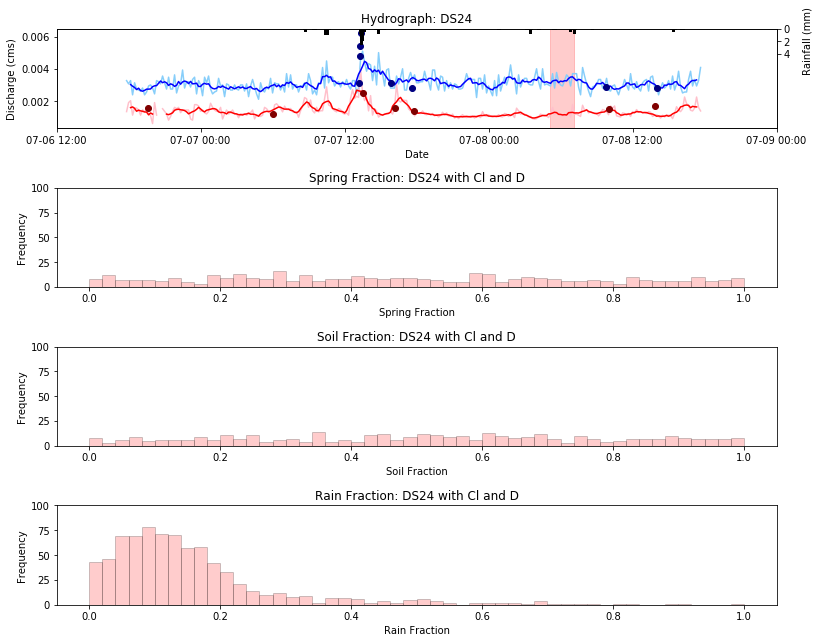 Hydrograph: DS24
0.006
0.004
0.002
Discharge (cms)
0
2
4
Rainfall (mm)
07-06 12:00 07-07 00:00 07-07 12:00 07-08 00:00 07-08 12:00 07-09 00:00
Date
Spring Fraction: DS24 with Cl and D
100
75
50
25
0
Frequency
0.0 0.2 0.4 0.6 0.8 1.0
Spring Fraction
Soil Fraction: DS24 with Cl and D
100
75
50
25
0
Frequency
0.0 0.2 0.4 0.6 0.8 1.0
Soil Fraction
Rain Fraction: DS24 with Cl and D
100
75
50
25
0
Frequency
0.0 0.2 0.4 0.6 0.8 1.0
Rain Fraction